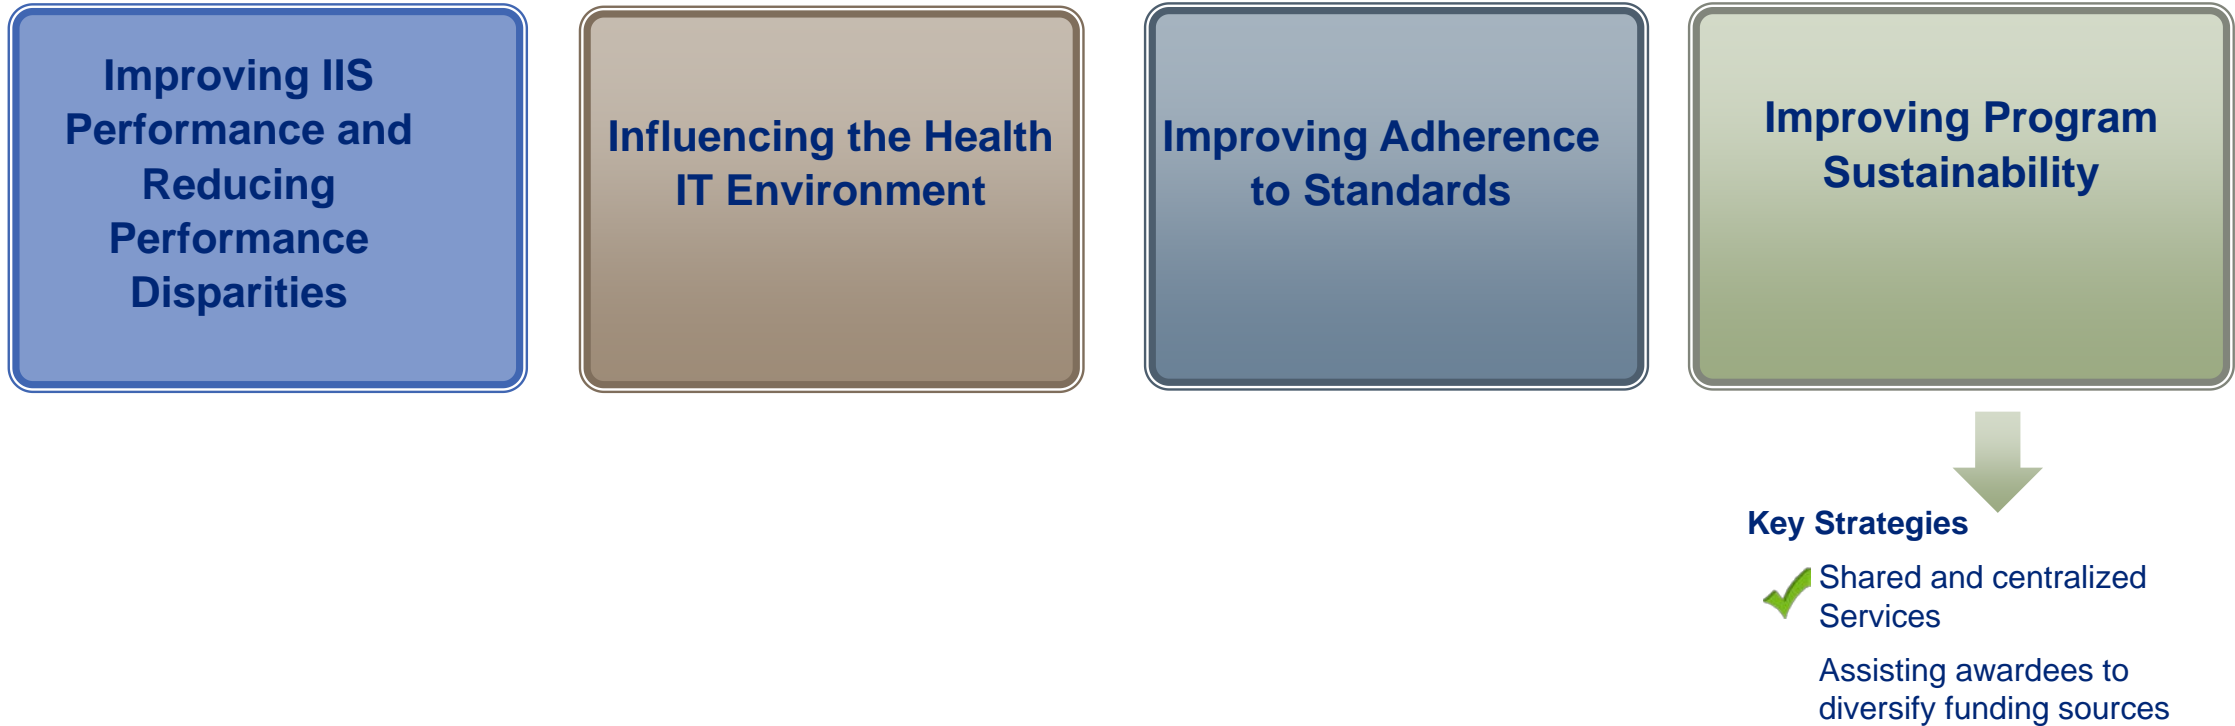 Improving IIS
Performance and
Reducing
Performance
Disparities
Influencing the Health
IT Environment
Improving Adherence
to Standards
Improving Program
Sustainability
Key Strategies
Shared and centralized
Services
Assisting awardees to
diversify funding sources